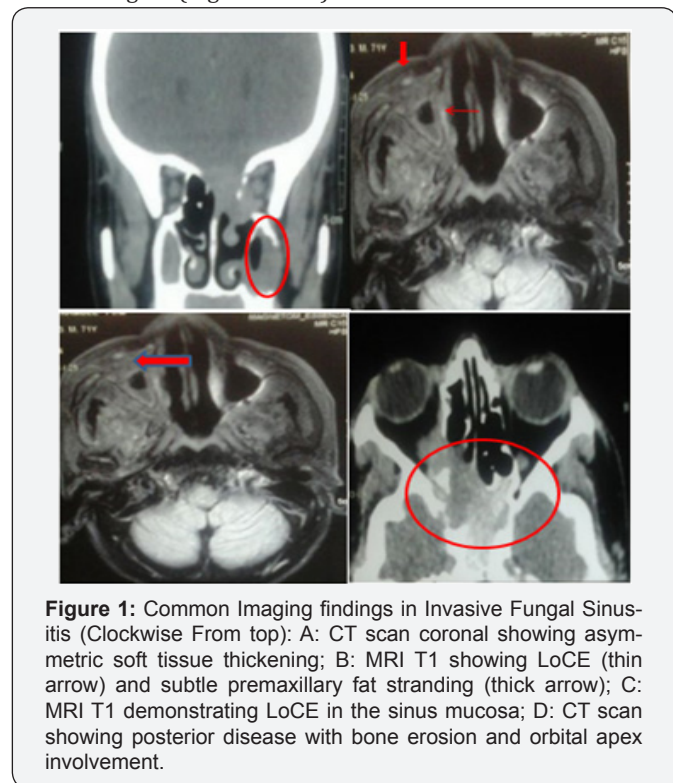 M. 71Y
S. M. 71Y
Figure 1: Common Imaging findings in Invasive Fungal Sinus-
itis (Clockwise From top): A: CT scan coronal showing asym-
metric soft tissue thickening; B: MRI T1 showing LoCE (thin
arrow) and subtle premaxillary fat stranding (thick arrow); C:
MRI T1 demonstrating LoCE in the sinus mucosa; D: CT scan
showing posterior disease with bone erosion and orbital apex
involvement.